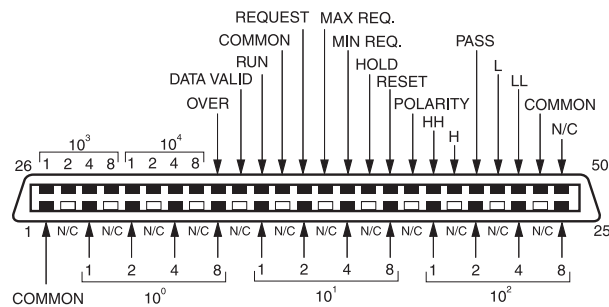 REQUEST MAX REQ.
COMMON MIN REQ. PASS
RUN HOLD L
DATA VALID RESET LL
OVER POLARITY COMMON
HH
H N/C
10³ 10⁴
26 1 2 4 8 1 2 4 8 50
1 N/C N/C N/C N/C N/C N/C N/C N/C N/C N/C N/C N/C 25
1 2 4 8 1 2 4 8 1 2 4 8
COMMON 10⁰ 10¹ 10²